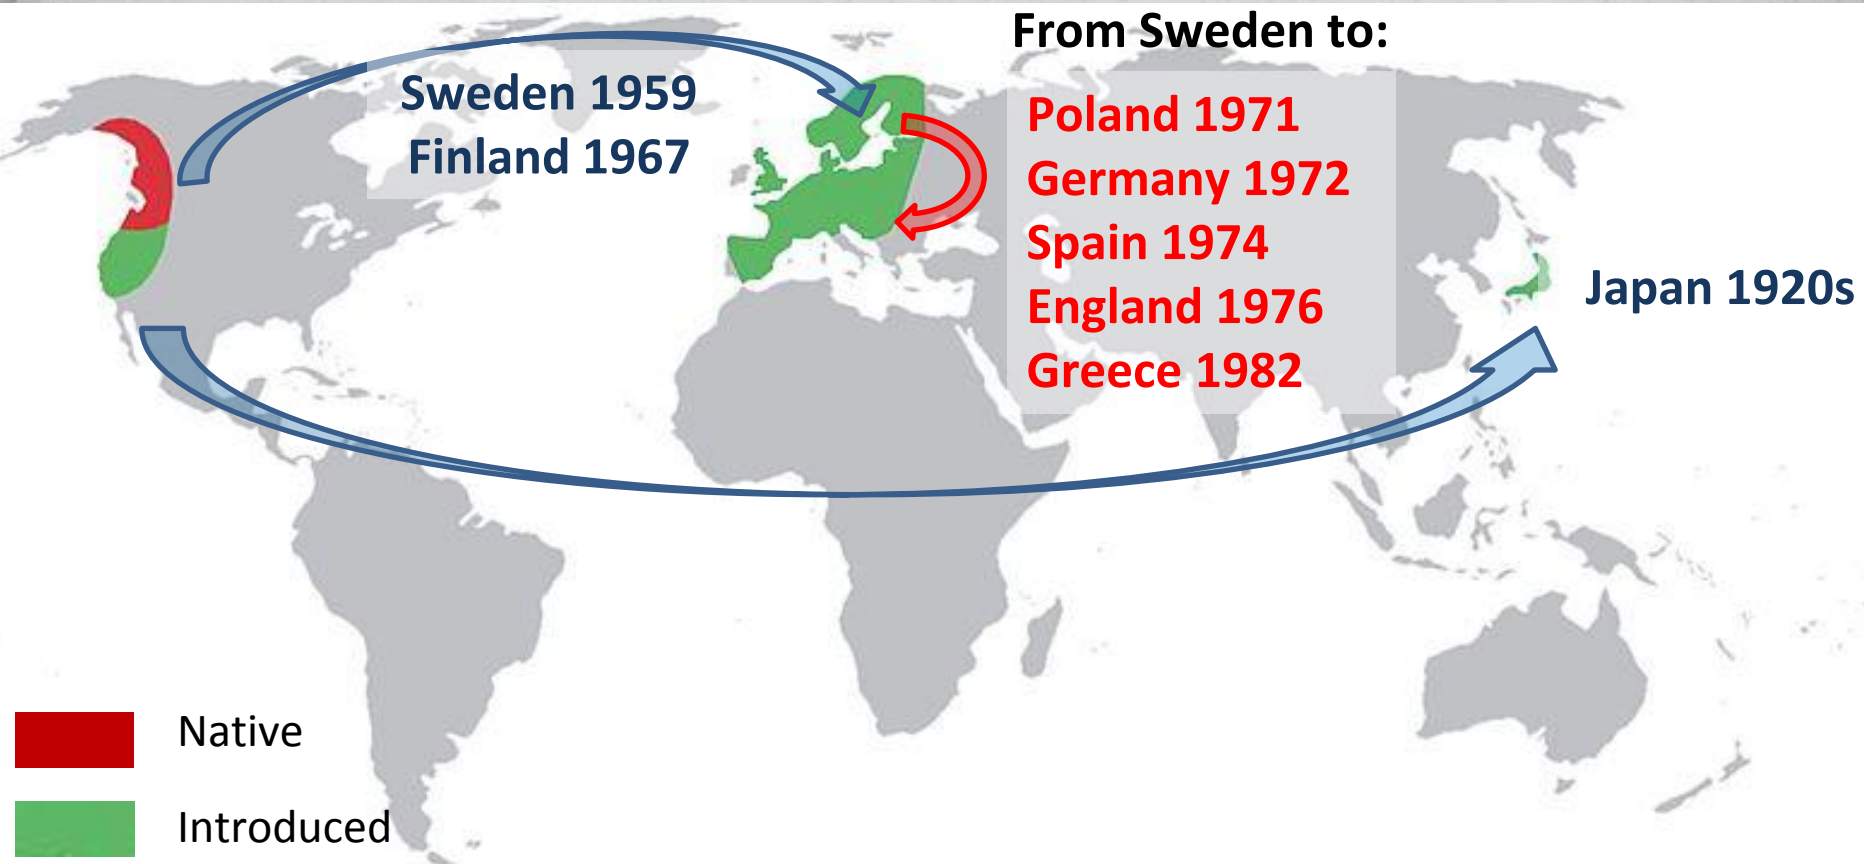 From Sweden to:
Sweden 1959
Finland 1967
Poland 1971
Germany 1972
Spain 1974
England 1976
Greece 1982
Japan 1920s
Native
Introduced